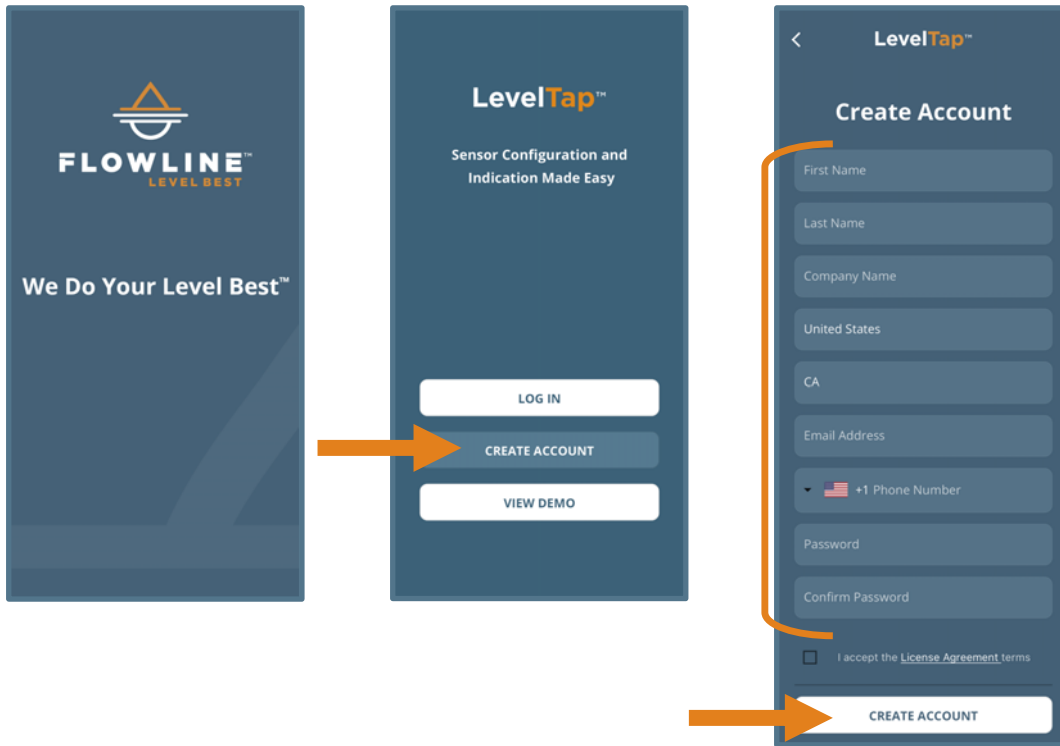 FLOWLINE™
LEVEL BEST
We Do Your Level Best™
LevelTap™
Sensor Configuration and
Indication Made Easy
LOG IN
CREATE ACCOUNT
VIEW DEMO
LevelTap™
Create Account
First Name
Last Name
Company Name
United States
CA
Email Address
+1 Phone Number
Password
Confirm Password
I accept the License Agreement terms
CREATE ACCOUNT